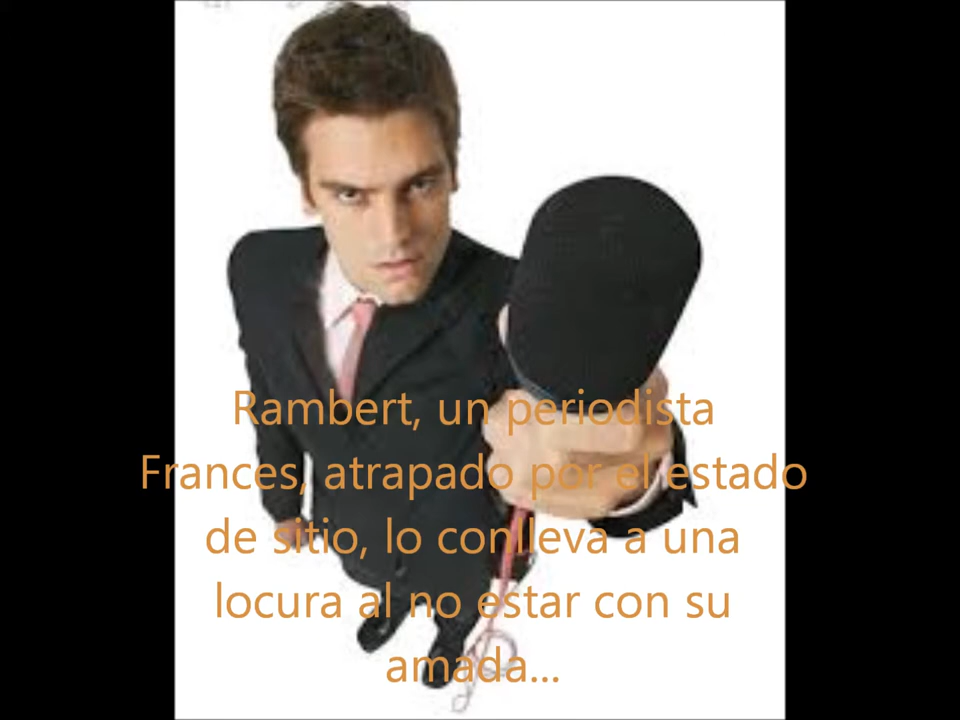 Rambert, un periodista
Frances, atrapado por el estado
de sitio, lo conlleva a una
locura al no estar con su
amada...